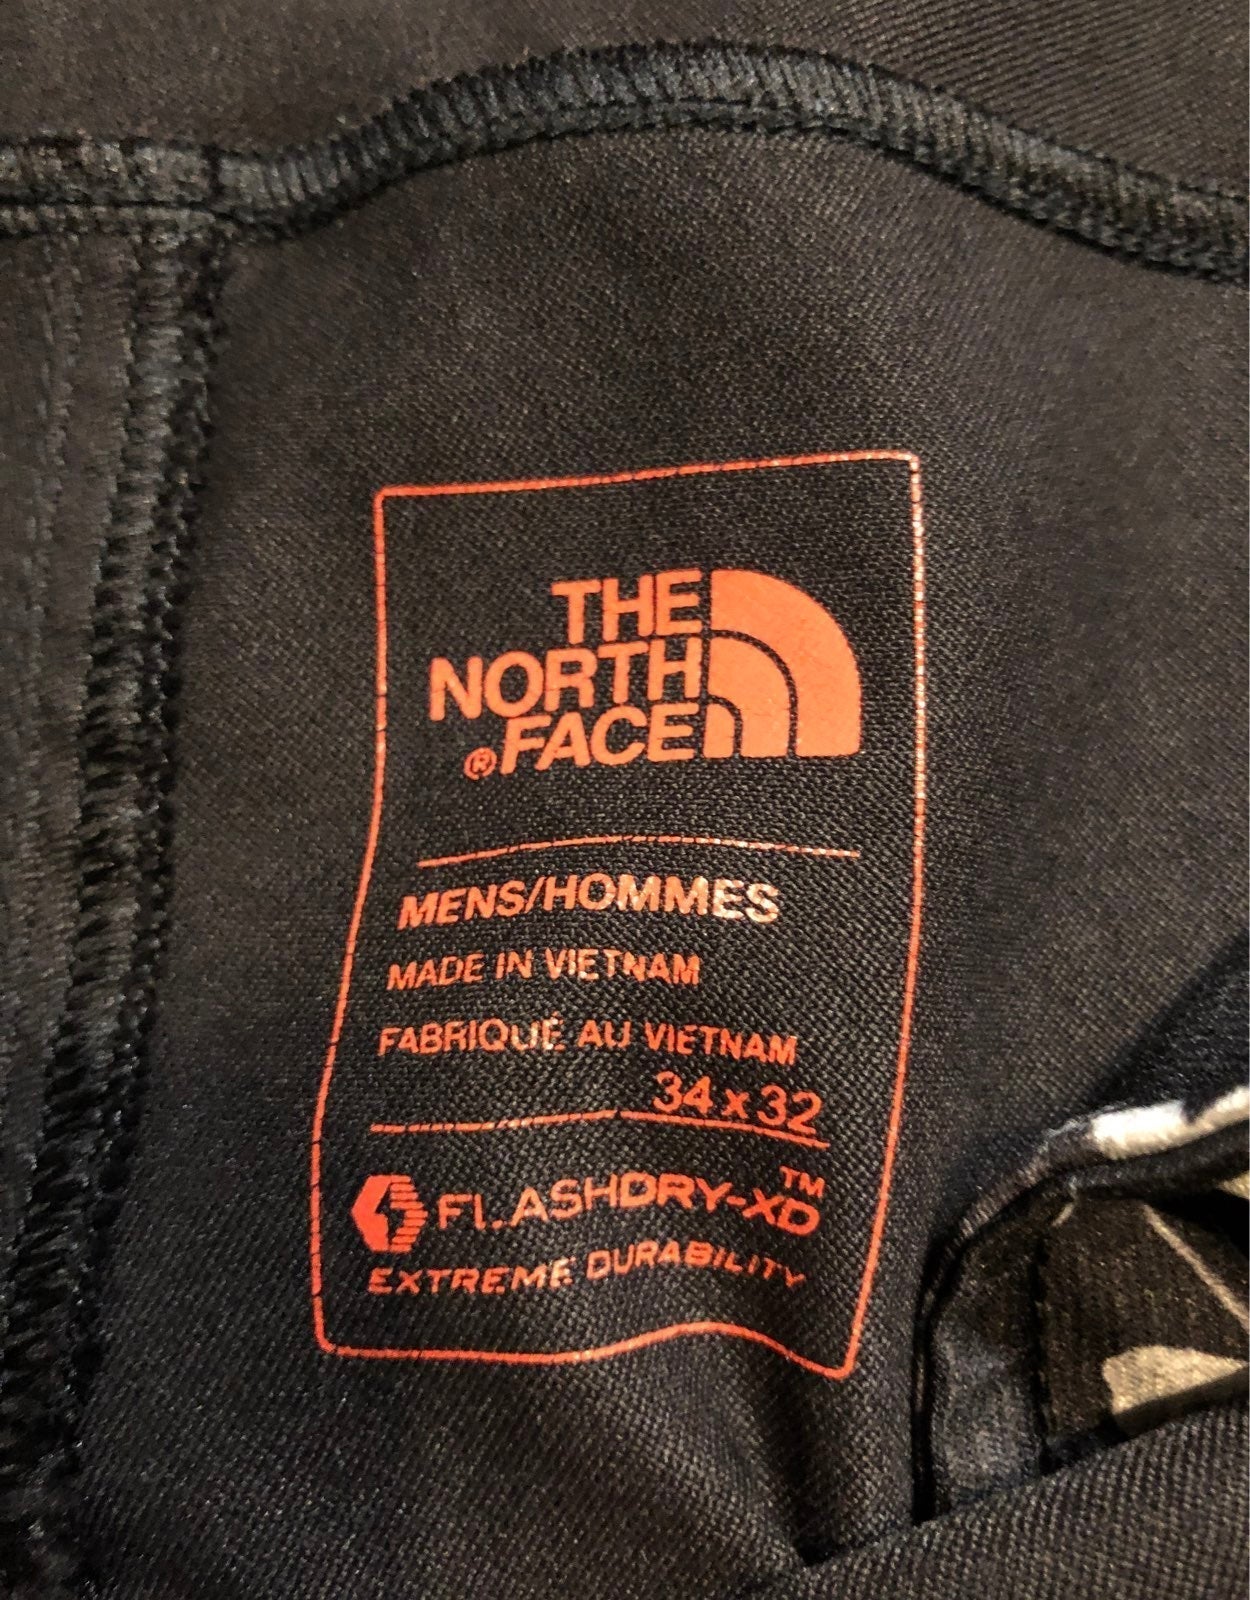 THE
NORTH
®FACE
MENS/HOMMES
MADE IN VIETNAM
FABRIQUÉ AU VIETNAM
34 x 32
FLASHDRY-XD™
EXTREME DURABILITY